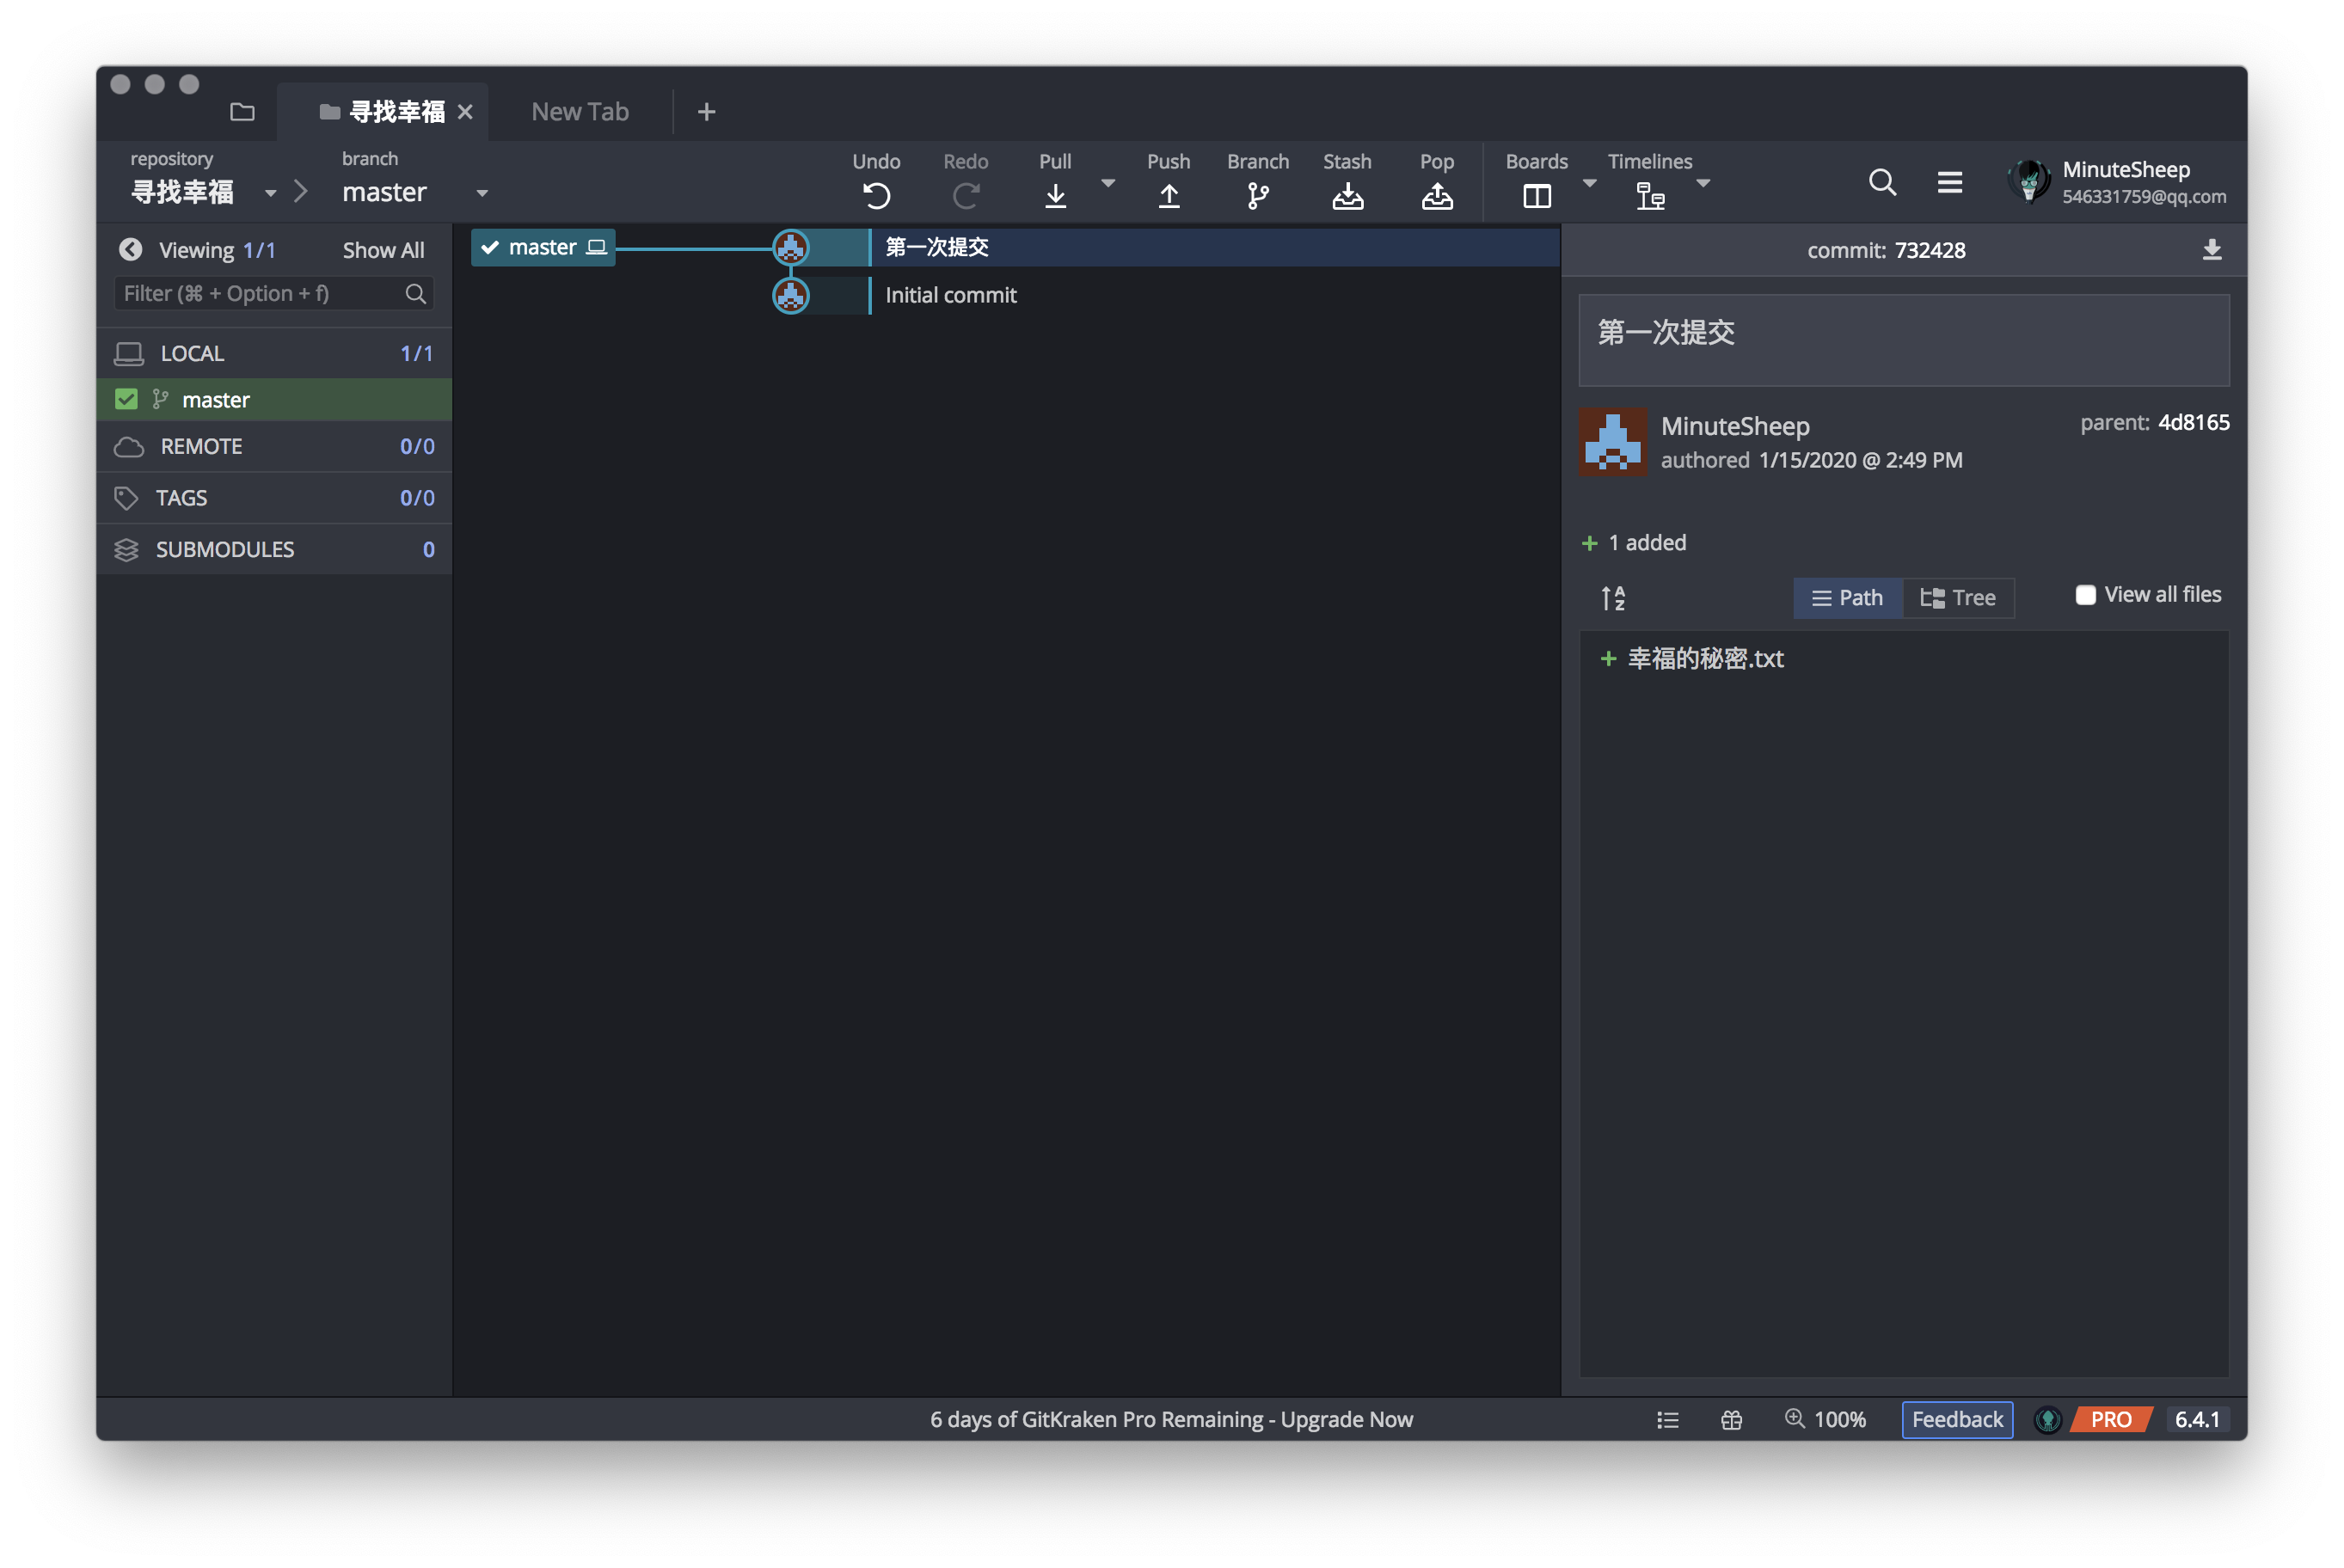 寻找幸福
New Tab
repository
寻找幸福
branch
master
Undo
Redo
Pull
Push
Branch
Stash
Pop
Boards
Timelines
MinuteSheep
546331759@qq.com
Viewing 1/1
Show All
Filter (⌘ + Option + f)
LOCAL 1/1
master
REMOTE 0/0
TAGS 0/0
SUBMODULES 0
master
第一次提交
Initial commit
commit: 732428
第一次提交
MinuteSheep
authored 1/15/2020 @ 2:49 PM
parent: 4d8165
+ 1 added
A
Z
Path
Tree
View all files
+ 幸福的秘密.txt
6 days of GitKraken Pro Remaining - Upgrade Now
100%
Feedback
PRO
6.4.1